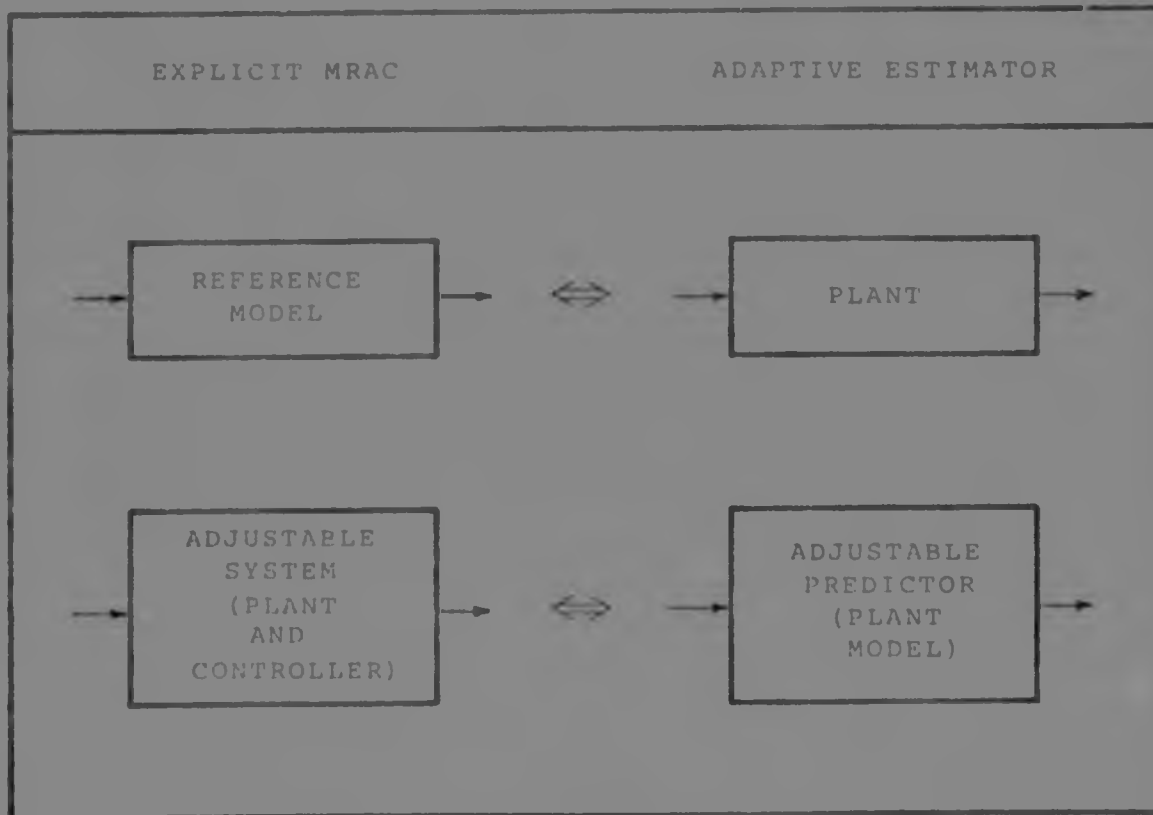 EXPLICIT MRAC
ADAPTIVE ESTIMATOR
REFERENCE
MODEL
PLANT
ADJUSTABLE
SYSTEM
(PLANT
AND
CONTROLLER)
ADJUSTABLE
PREDICTOR
(PLANT
MODEL)